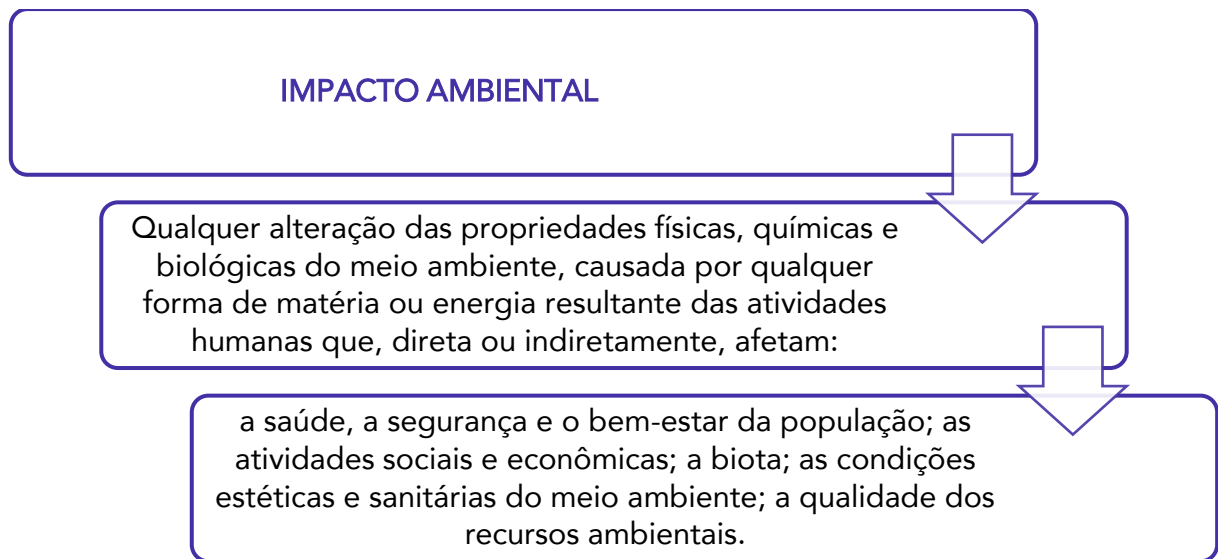 IMPACTO AMBIENTAL
Qualquer alteração das propriedades físicas, químicas e
biológicas do meio ambiente, causada por qualquer
forma de matéria ou energia resultante das atividades
humanas que, direta ou indiretamente, afetam:
a saúde, a segurança e o bem-estar da população; as
atividades sociais e econômicas; a biota; as condições
estéticas e sanitárias do meio ambiente; a qualidade dos
recursos ambientais.